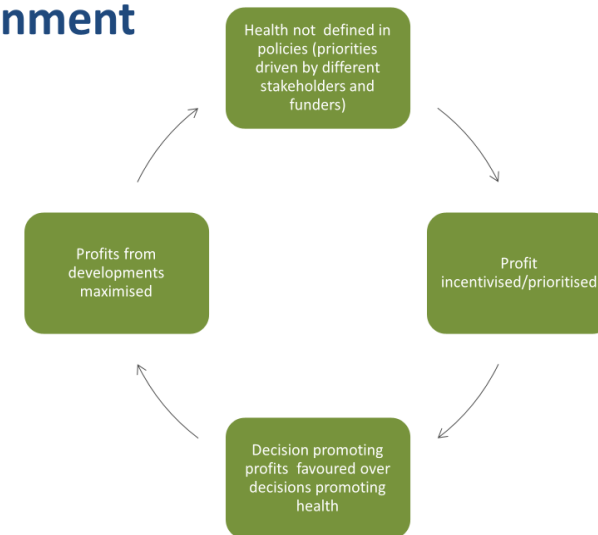 nment
Health not defined in
policies (priorities
driven by different
stakeholders and
funders)
Profits from
developments
maximised
Profit
incentivised/prioritised
Decision promoting
profits favoured over
decisions promoting
health